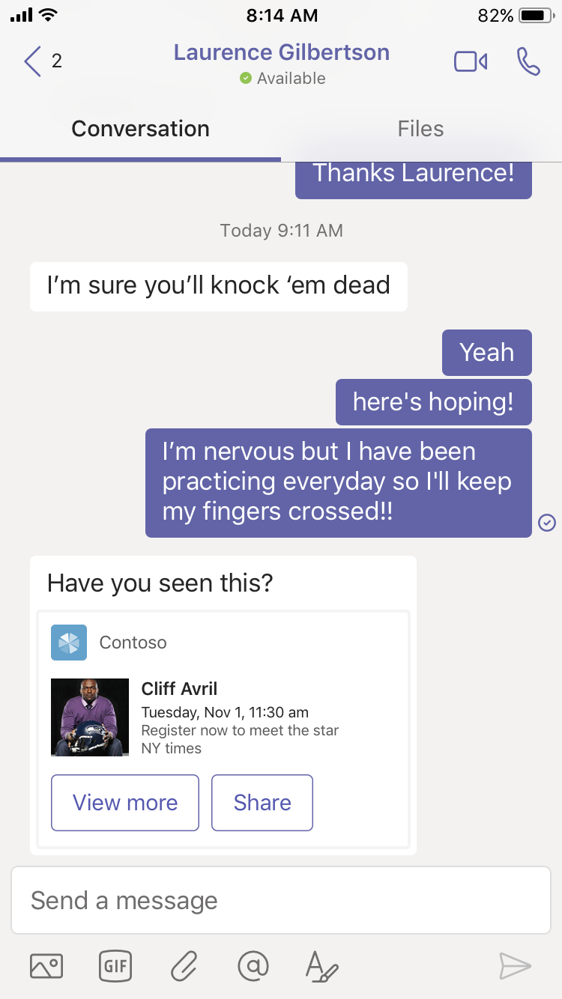 8:14 AM
82%
2
Laurence Gilbertson
Available
Conversation
Files
Thanks Laurence!
Today 9:11 AM
I’m sure you’ll knock ‘em dead
Yeah
here's hoping!
I’m nervous but I have been
practicing everyday so I'll keep
my fingers crossed!!
Have you seen this?
Contoso
Cliff Avril
Tuesday, Nov 1, 11:30 am
Register now to meet the star
NY times
View more
Share
Send a message
GIF